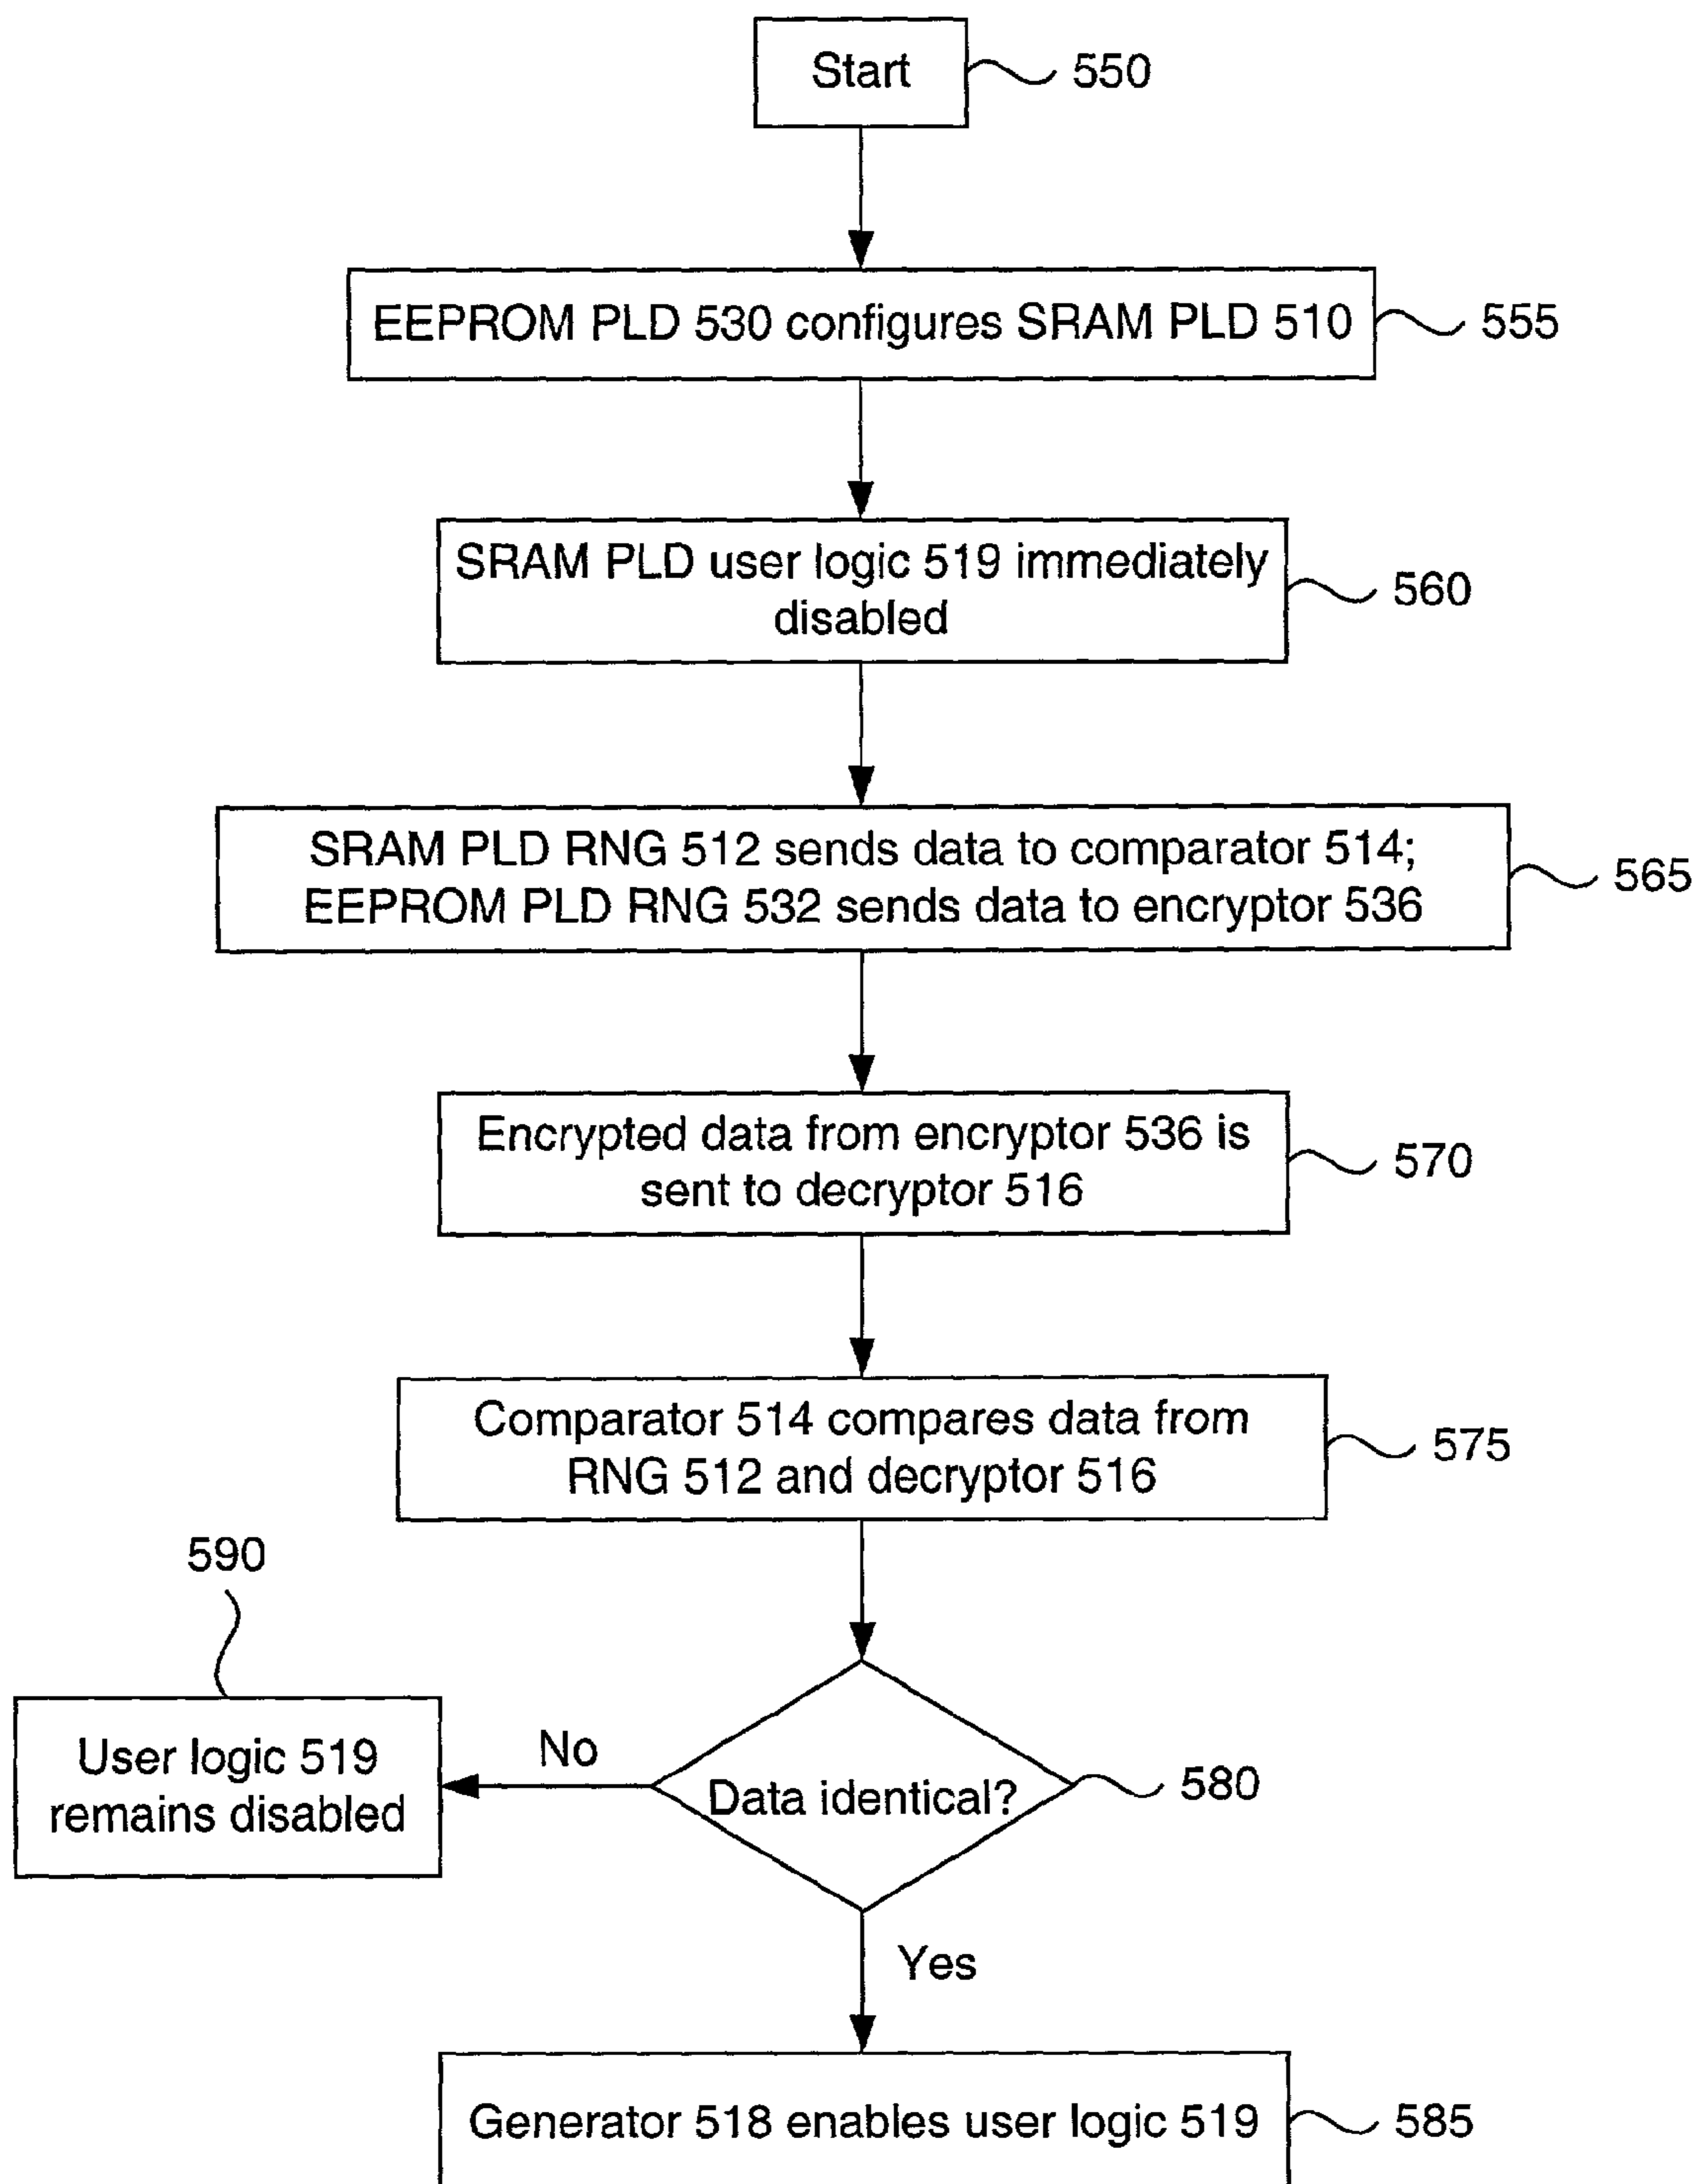 Start
550
EEPROM PLD 530 configures SRAM PLD 510
555
SRAM PLD user logic 519 immediately
disabled
560
SRAM PLD RNG 512 sends data to comparator 514;
EEPROM PLD RNG 532 sends data to encryptor 536
565
Encrypted data from encryptor 536 is
sent to decryptor 516
570
Comparator 514 compares data from
RNG 512 and decryptor 516
575
590
User logic 519
remains disabled
No
Data identical?
580
Yes
Generator 518 enables user logic 519
585